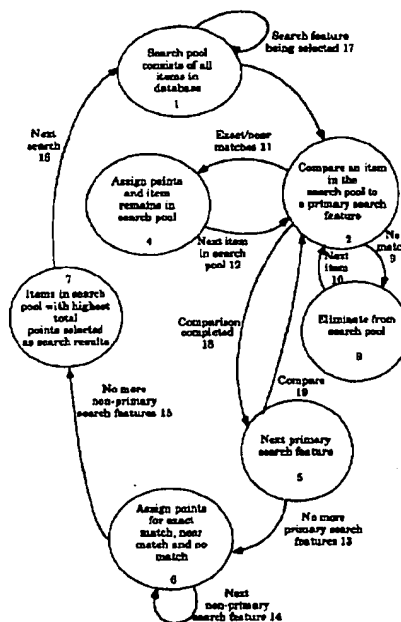 Search feature
being selected 17
Search pool
consists of all
items in
database
1
Next
search
16
Exact/near
matches 11
Compare an item
in the
search pool to
a primary search
feature
2
Assign points
and item
remains in
search pool
4
Next item
in search
pool 12
No
match
9
Next
item
10
7
Items in search
pool with highest
total
points selected
as search results
Eliminate from
search pool
Comparison
completed
18
Compare
19
No more
non-primary
search features 15
Next primary
search feature
5
Assign points
for exact
match, near
match and no
match
6
No more
primary search
features 13
Next
non-primary
search feature 14